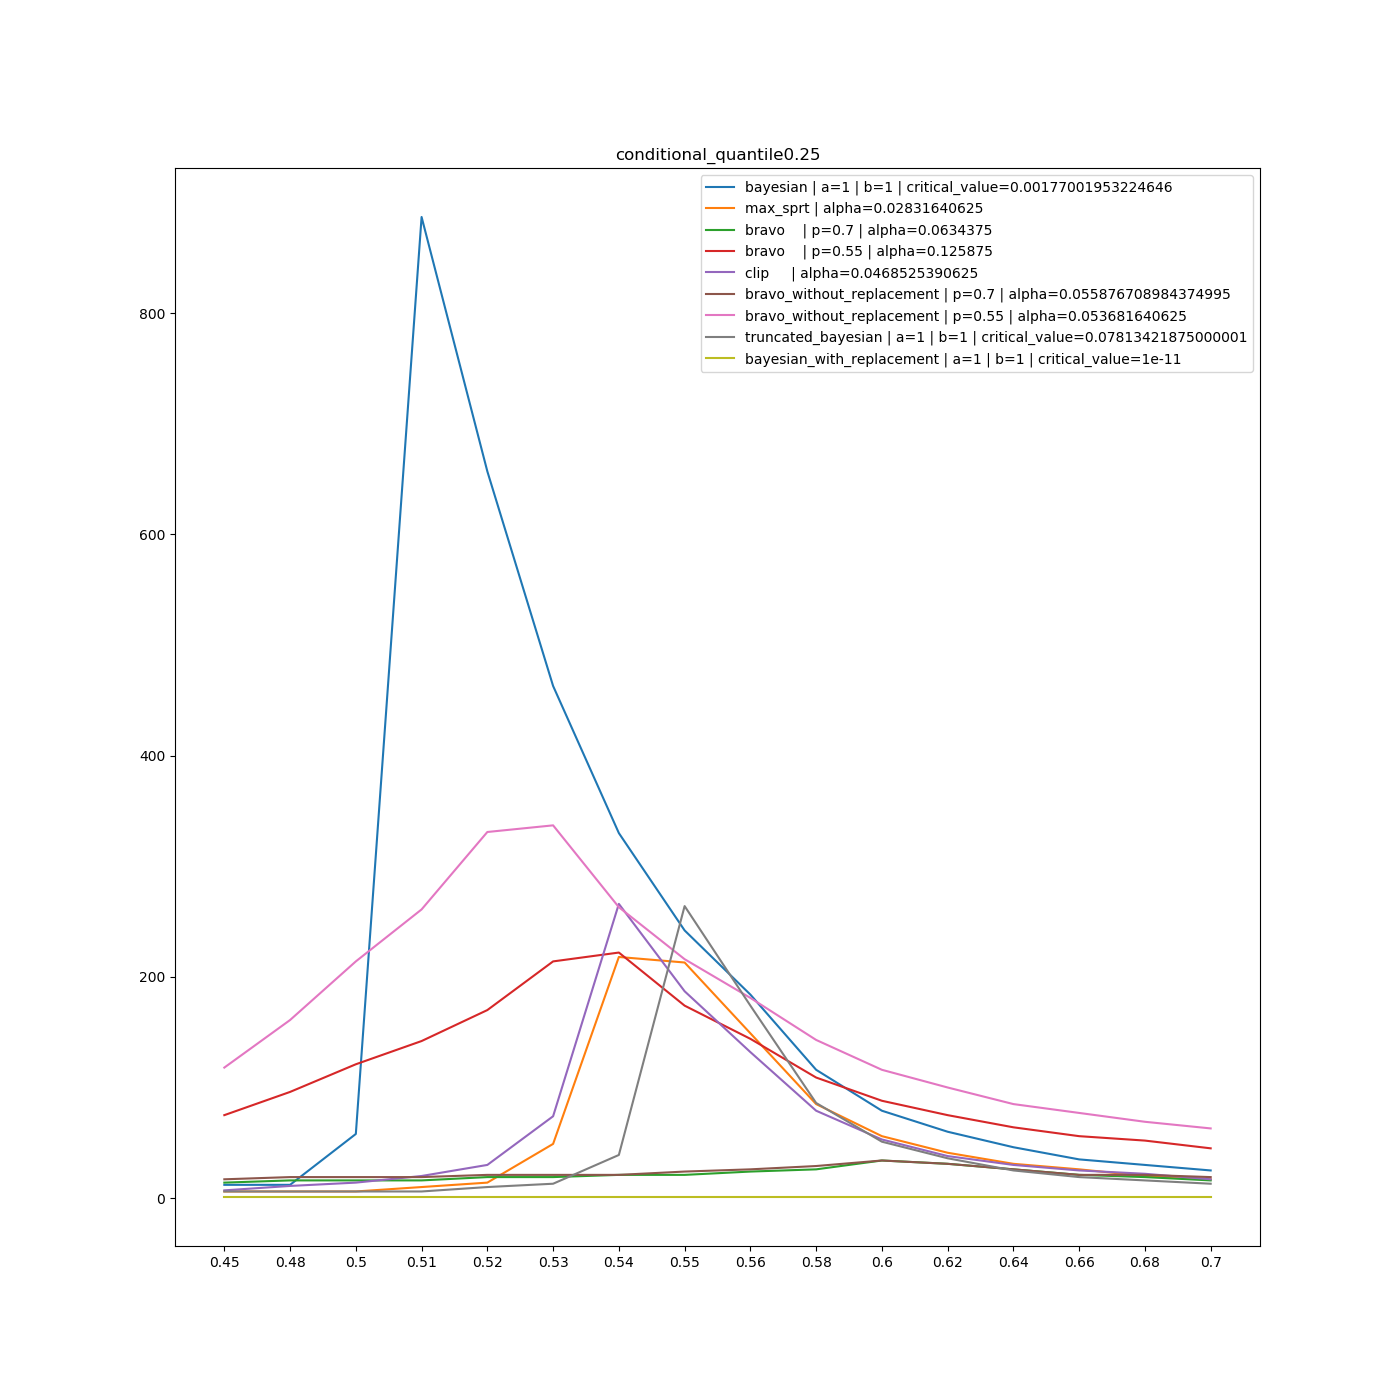 conditional_quantile0.25
bayesian | a=1 | b=1 | critical_value=0.00177001953224646
max_sprt | alpha=0.02831640625
bravo    | p=0.7 | alpha=0.0634375
bravo    | p=0.55 | alpha=0.125875
clip     | alpha=0.0468525390625
bravo_without_replacement | p=0.7 | alpha=0.055876708984374995
bravo_without_replacement | p=0.55 | alpha=0.053681640625
truncated_bayesian | a=1 | b=1 | critical_value=0.07813421875000001
bayesian_with_replacement | a=1 | b=1 | critical_value=1e-11
800
600
400
200
0
0.45 0.48 0.5 0.51 0.52 0.53 0.54 0.55 0.56 0.58 0.6 0.62 0.64 0.66 0.68 0.7